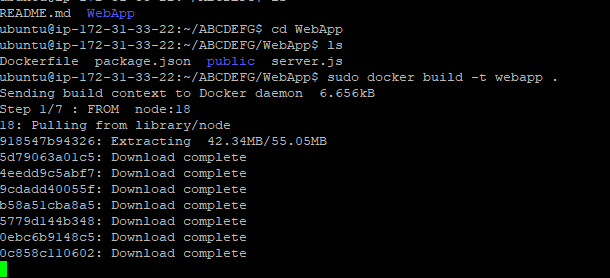 README.md  WebApp
ubuntu@ip-172-31-33-22:~/ABCDEFG$ cd WebApp
ubuntu@ip-172-31-33-22:~/ABCDEFG/WebApp$ ls
Dockerfile  package.json  public  server.js
ubuntu@ip-172-31-33-22:~/ABCDEFG/WebApp$ sudo docker build -t webapp .
Sending build context to Docker daemon  6.656kB
Step 1/7 : FROM  node:18
18: Pulling from library/node
918547b94326: Extracting  42.34MB/55.05MB
5d79063a01c5: Download complete
4eedd9c5abf7: Download complete
9cdadd40055f: Download complete
b58a51cba8a5: Download complete
5779d144b348: Download complete
0ebc6b9148c5: Download complete
0c858c110602: Download complete